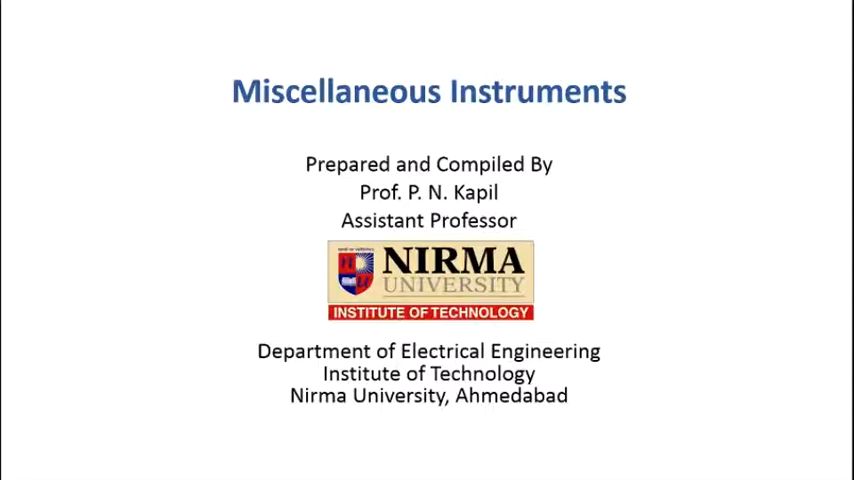 Miscellaneous Instruments
Prepared and Compiled By
Prof. P. N. Kapil
Assistant Professor
NIRMA
UNIVERSITY
INSTITUTE OF TECHNOLOGY
Department of Electrical Engineering
Institute of Technology
Nirma University, Ahmedabad